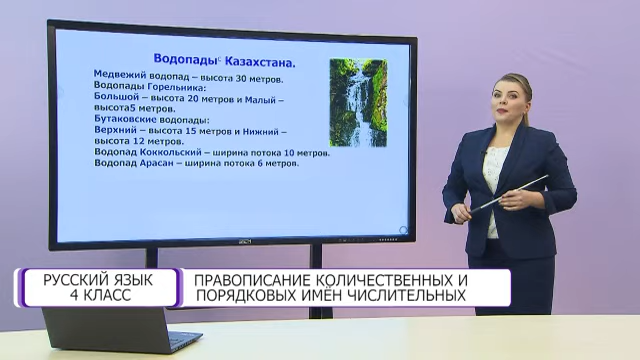 Водопады Казахстана.
Медвежий водопад – высота 30 метров.
Водопады Горельника:
Большой – высота 20 метров и Малый –
высота5 метров.
Бутаковские водопады:
Верхний – высота 15 метров и Нижний –
высота 12 метров.
Водопад Коккольский – ширина потока 10 метров.
Водопад Арасан – ширина потока 6 метров.
РУССКИЙ ЯЗЫК
4 КЛАСС
ПРАВОПИСАНИЕ КОЛИЧЕСТВЕННЫХ И
ПОРЯДКОВЫХ ИМЁН ЧИСЛИТЕЛЬНЫХ